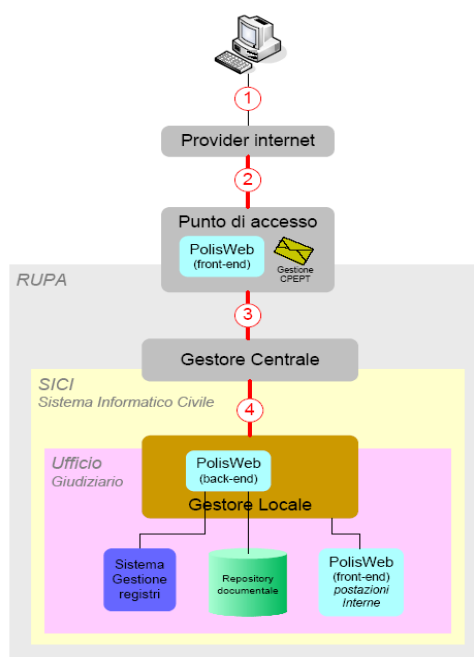 1
Provider internet
2
Punto di accesso
PolisWeb
(front-end)
Gestione
CPEPT
RUPA
3
Gestore Centrale
SICI
Sistema Informatico Civile
4
Ufficio
Giudiziario
PolisWeb
(back-end)
Gestore Locale
Sistema
Gestione
registri
Repository
documentale
PolisWeb
(front-end)
postazioni
interne